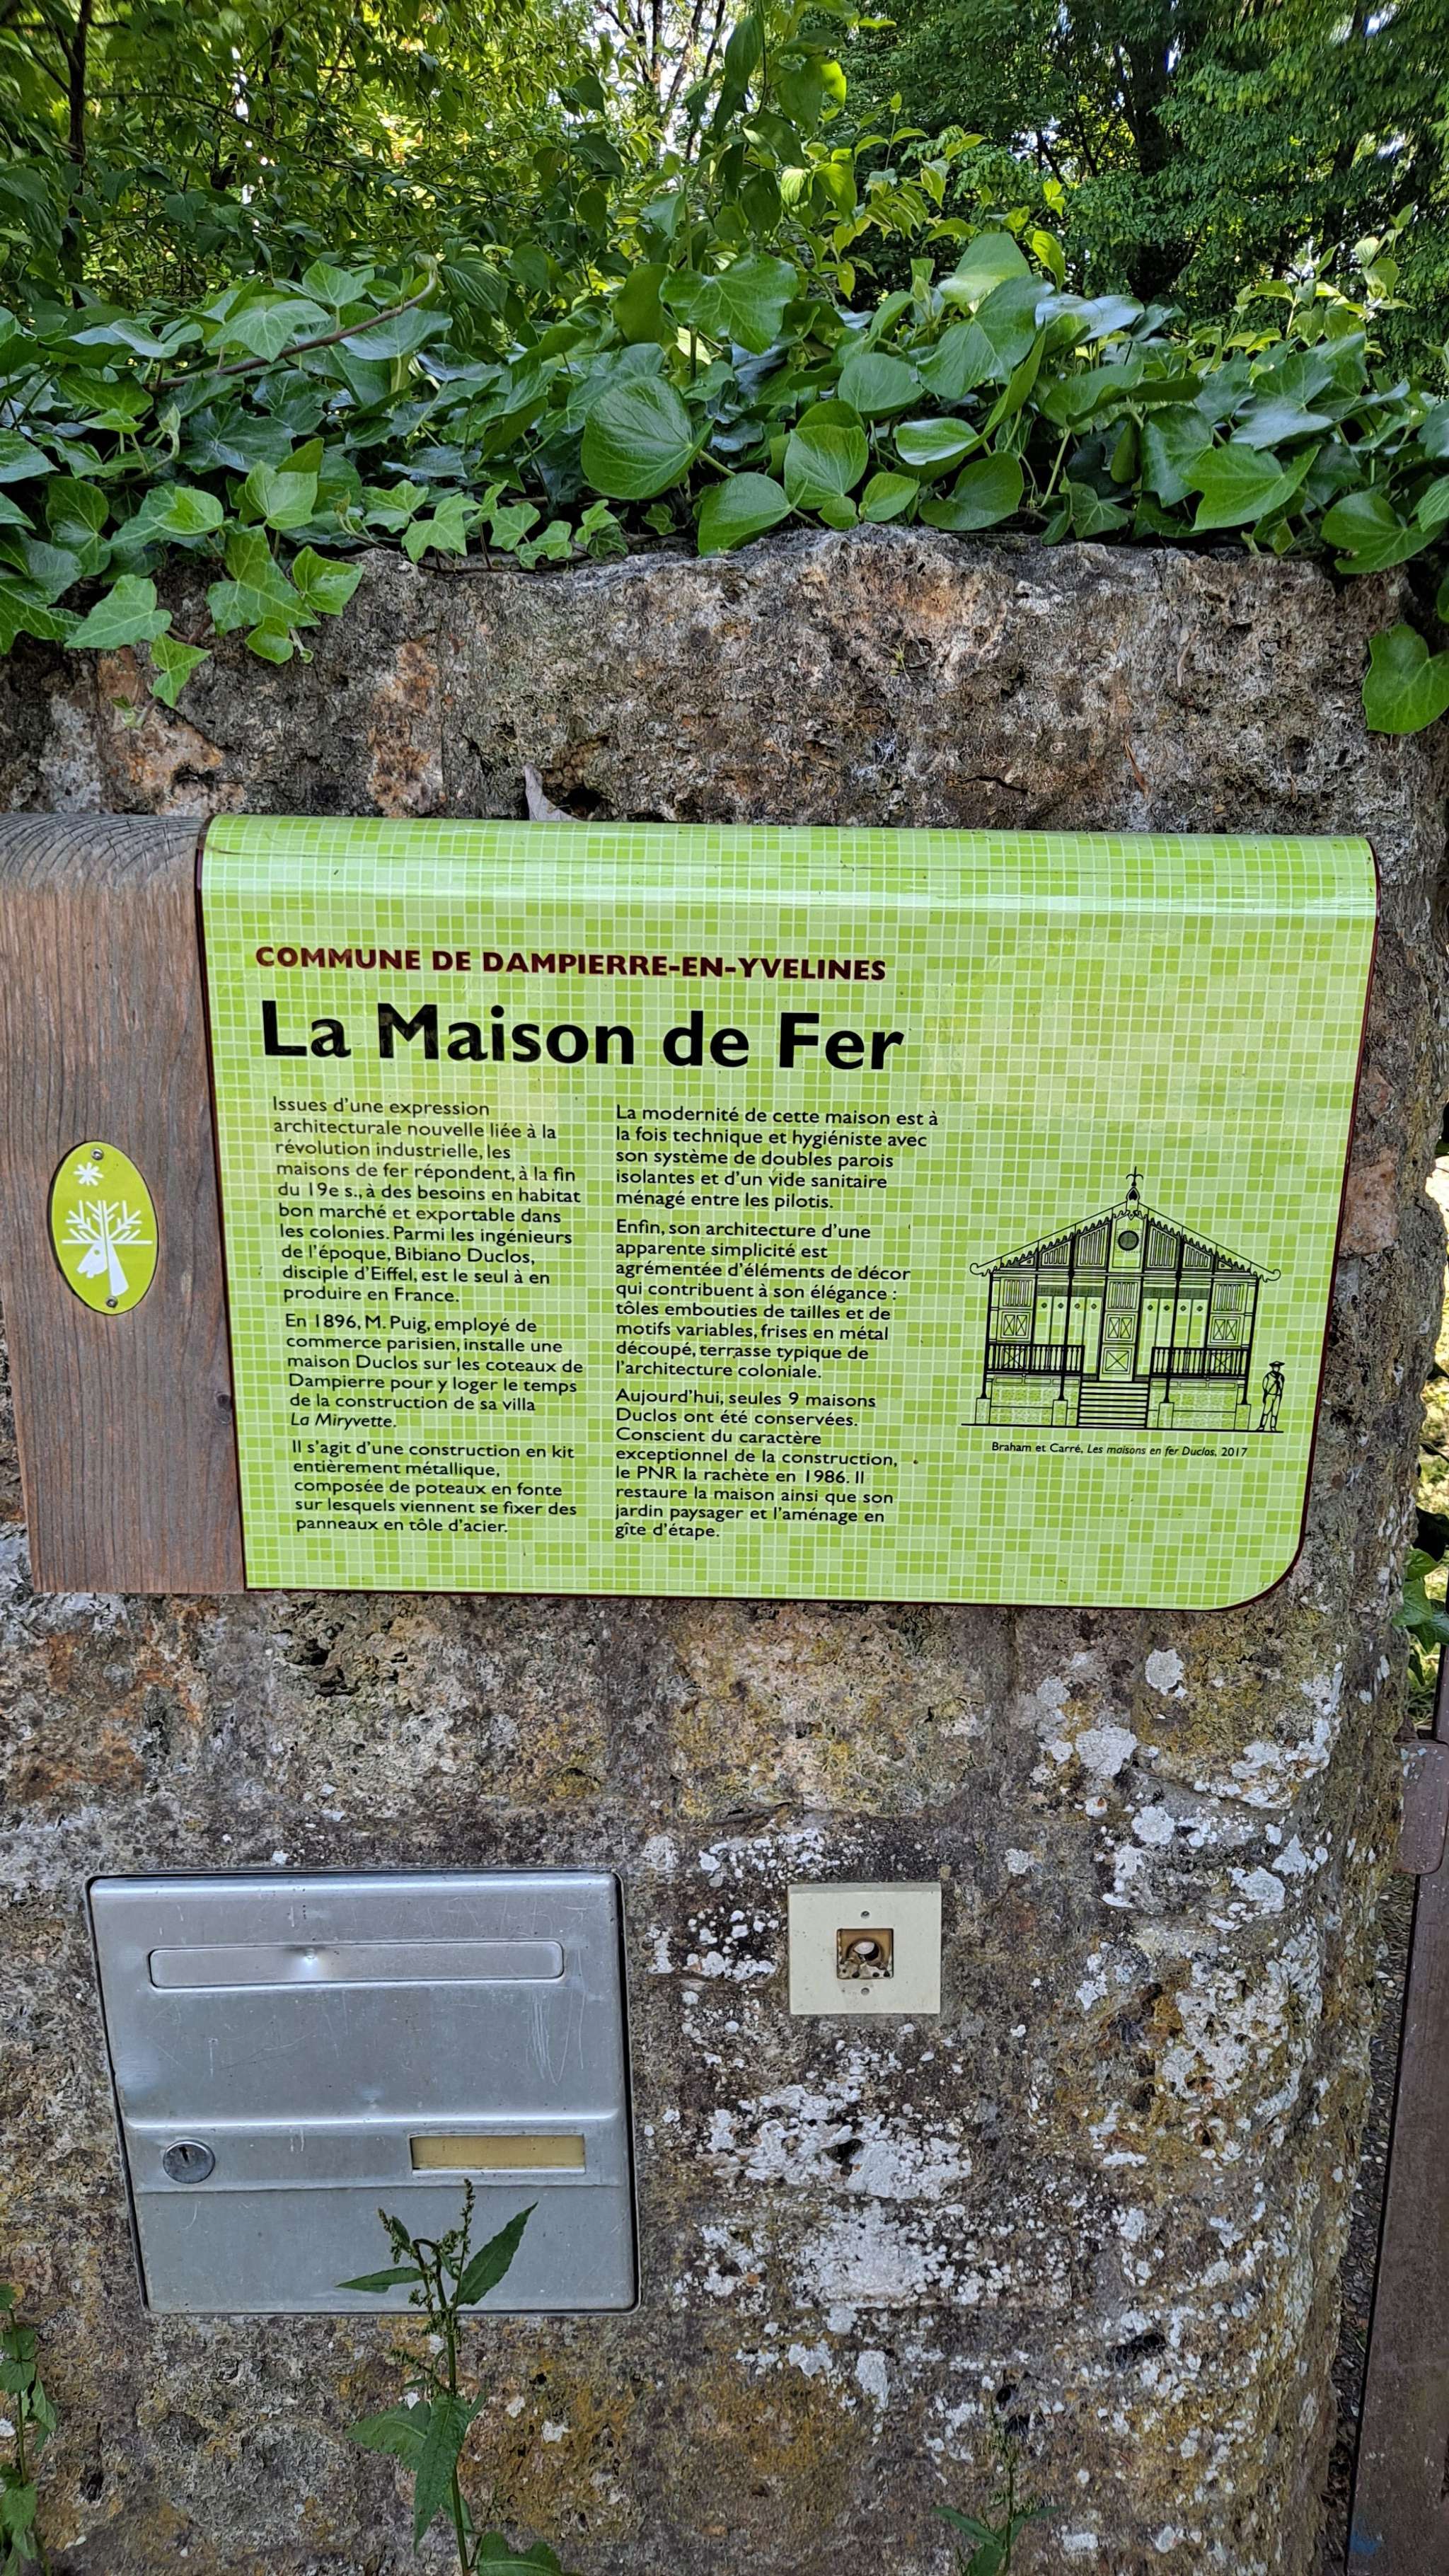 COMMUNE DE DAMPIERRE-EN-YVELINES
La Maison de Fer
Issues d'une expression
architecturale nouvelle liée à la
révolution industrielle, les
maisons de fer répondent, à la fin
du 19e s., à des besoins en habitat
bon marché et exportable dans
les colonies. Parmi les ingénieurs
de l'époque, Bibiano Duclos,
disciple d'Eiffel, est le seul à en
produire en France.
En 1896, M. Puig, employé de
commerce parisien, installe une
maison Duclos sur les coteaux de
Dampierre pour y loger le temps
de la construction de sa villa
La Miryvette.
Il s'agit d'une construction en kit
entièrement métallique,
composée de poteaux en fonte
sur lesquels viennent se fixer des
panneaux en tôle d'acier.
La modernité de cette maison est à
la fois technique et hygiéniste avec
son système de doubles parois
isolantes et d'un vide sanitaire
ménagé entre les pilotis.
Enfin, son architecture d'une
apparente simplicité est
agrémentée d'éléments de décor
qui contribuent à son élégance :
tôles embouties de tailles et de
motifs variables, frises en métal
découpé, terrasse typique de
l'architecture coloniale.
Aujourd'hui, seules 9 maisons
Duclos ont été conservées.
Conscient du caractère
exceptionnel de la construction,
le PNR la rachète en 1986. Il
restaure la maison ainsi que son
jardin paysager et l'aménage en
gîte d'étape.
Braham et Carré, Les maisons en fer Duclos, 2017